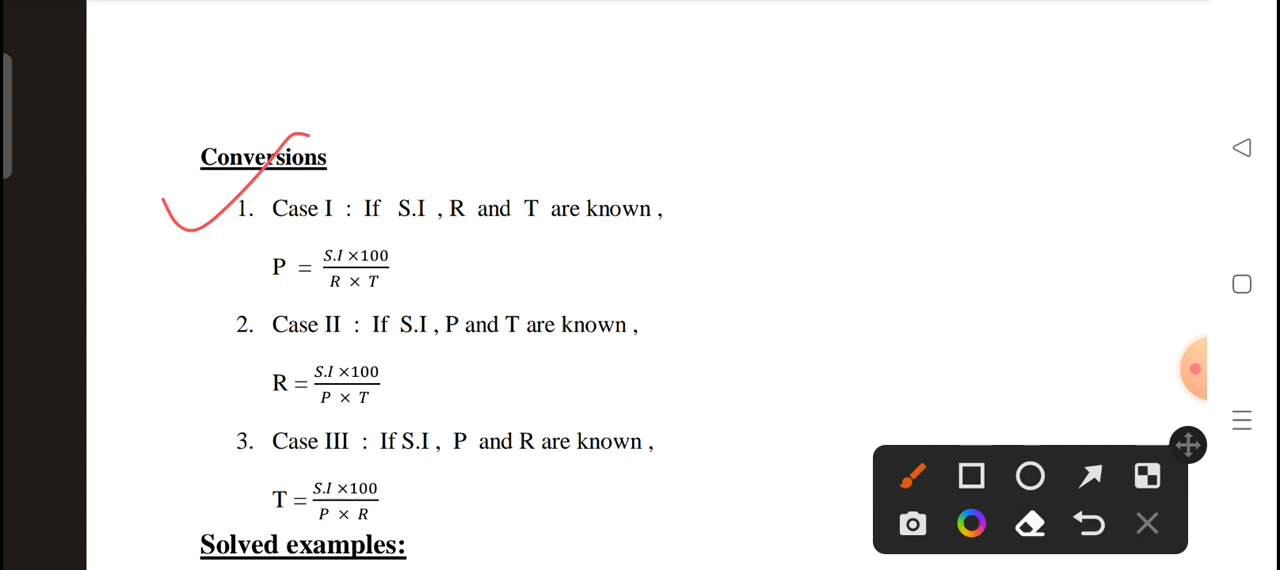 Conversions
1. Case I : If S.I , R and T are known ,
P = S.I ×100 / R × T
2. Case II : If S.I , P and T are known ,
R = S.I ×100 / P × T
3. Case III : If S.I , P and R are known ,
T = S.I ×100 / P × R
Solved examples: